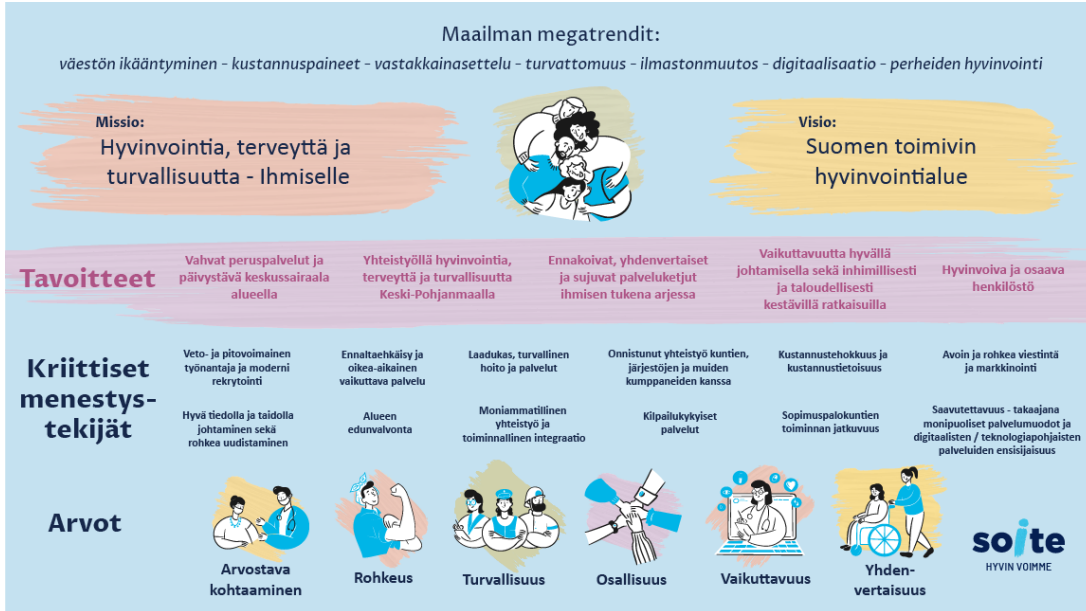 Maailman megatrendit:
väestön ikääntyminen – kustannuspaineet – vastakkainasettelu – turvattomuus – ilmastonmuutos – digitaalisaatio – perheiden hyvinvointi
Missio:
Hyvinvointia, terveyttä ja
turvallisuutta - Ihmiselle
Visio:
Suomen toimivin
hyvinvointialue
Tavoitteet
Vahvat peruspalvelut ja
päivystävä keskussairaala
alueella
Yhteistyöllä hyvinvointia,
terveyttä ja turvallisuutta
Keski-Pohjanmaalla
Ennakoivat, yhdenvertaiset
ja sujuvat palveluketjut
ihmisen tukena arjessa
Vaikuttavuutta hyvällä
johtamisella sekä inhimillisesti
ja taloudellisesti
kestävillä ratkaisuilla
Hyvinvoiva ja osaava
henkilöstö
Kriittiset
menestys-
tekijät
Veto- ja pitovoimainen
työnantaja ja moderni
rekrytointi
Ennaltaehkäisy ja
oikea-aikainen
vaikuttava palvelu
Laadukas, turvallinen
hoito ja palvelut
Onnistunut yhteistyö kuntien,
järjestöjen ja muiden
kumppaneiden kanssa
Kustannustehokkuus ja
kustannustietoisuus
Avoin ja rohkea viestintä
ja markkinointi
Hyvä tiedolla ja taidolla
johtaminen sekä
rohkea uudistaminen
Alueen
edunvalvonta
Moniammatillinen
yhteistyö ja
toiminnallinen integraatio
Kilpailukykyiset
palvelut
Sopimuspalokuntien
toiminnan jatkuvuus
Saavutettavuus - takaajana
monipuoliset palvelumuodot ja
digitaalisten / teknologiapohjaisten
palveluiden ensisijaisuus
Arvot
Arvostava
kohtaaminen
Rohkeus
Turvallisuus
Osallisuus
Vaikuttavuus
Yhden-
vertaisuus
soite
HYVIN VOIMME